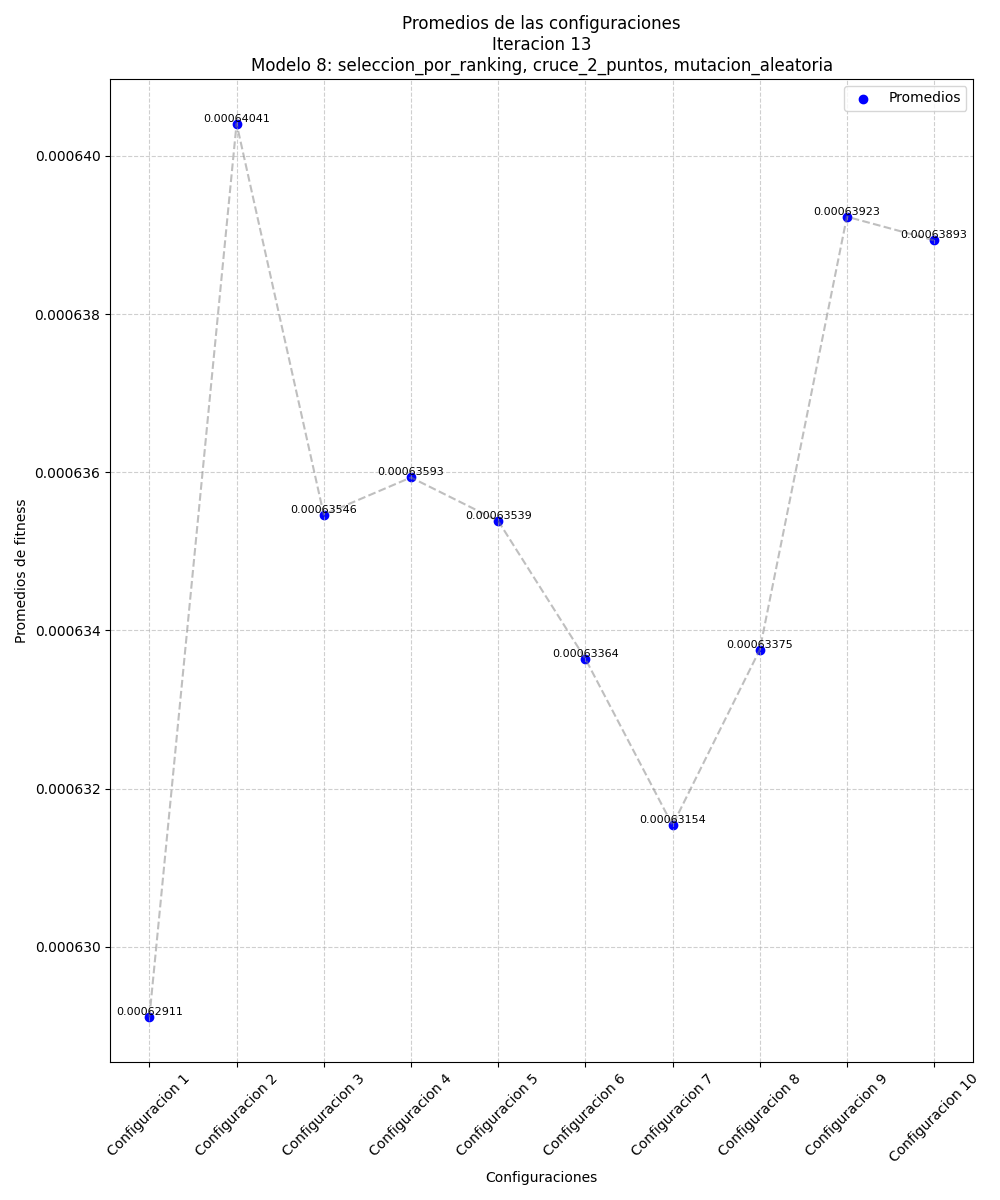 Promedios de las configuraciones
Iteracion 13
Modelo 8: seleccion_por_ranking, cruce_2_puntos, mutacion_aleatoria
Promedios
0.000640
0.000638
0.000636
0.000634
0.000632
0.000630
Promedios de fitness
0.00062911
0.00064041
0.00063546
0.00063593
0.00063539
0.00063364
0.00063154
0.00063375
0.00063923
0.00063893
Configuracion 1
Configuracion 2
Configuracion 3
Configuracion 4
Configuracion 5
Configuracion 6
Configuracion 7
Configuracion 8
Configuracion 9
Configuracion 10
Configuraciones